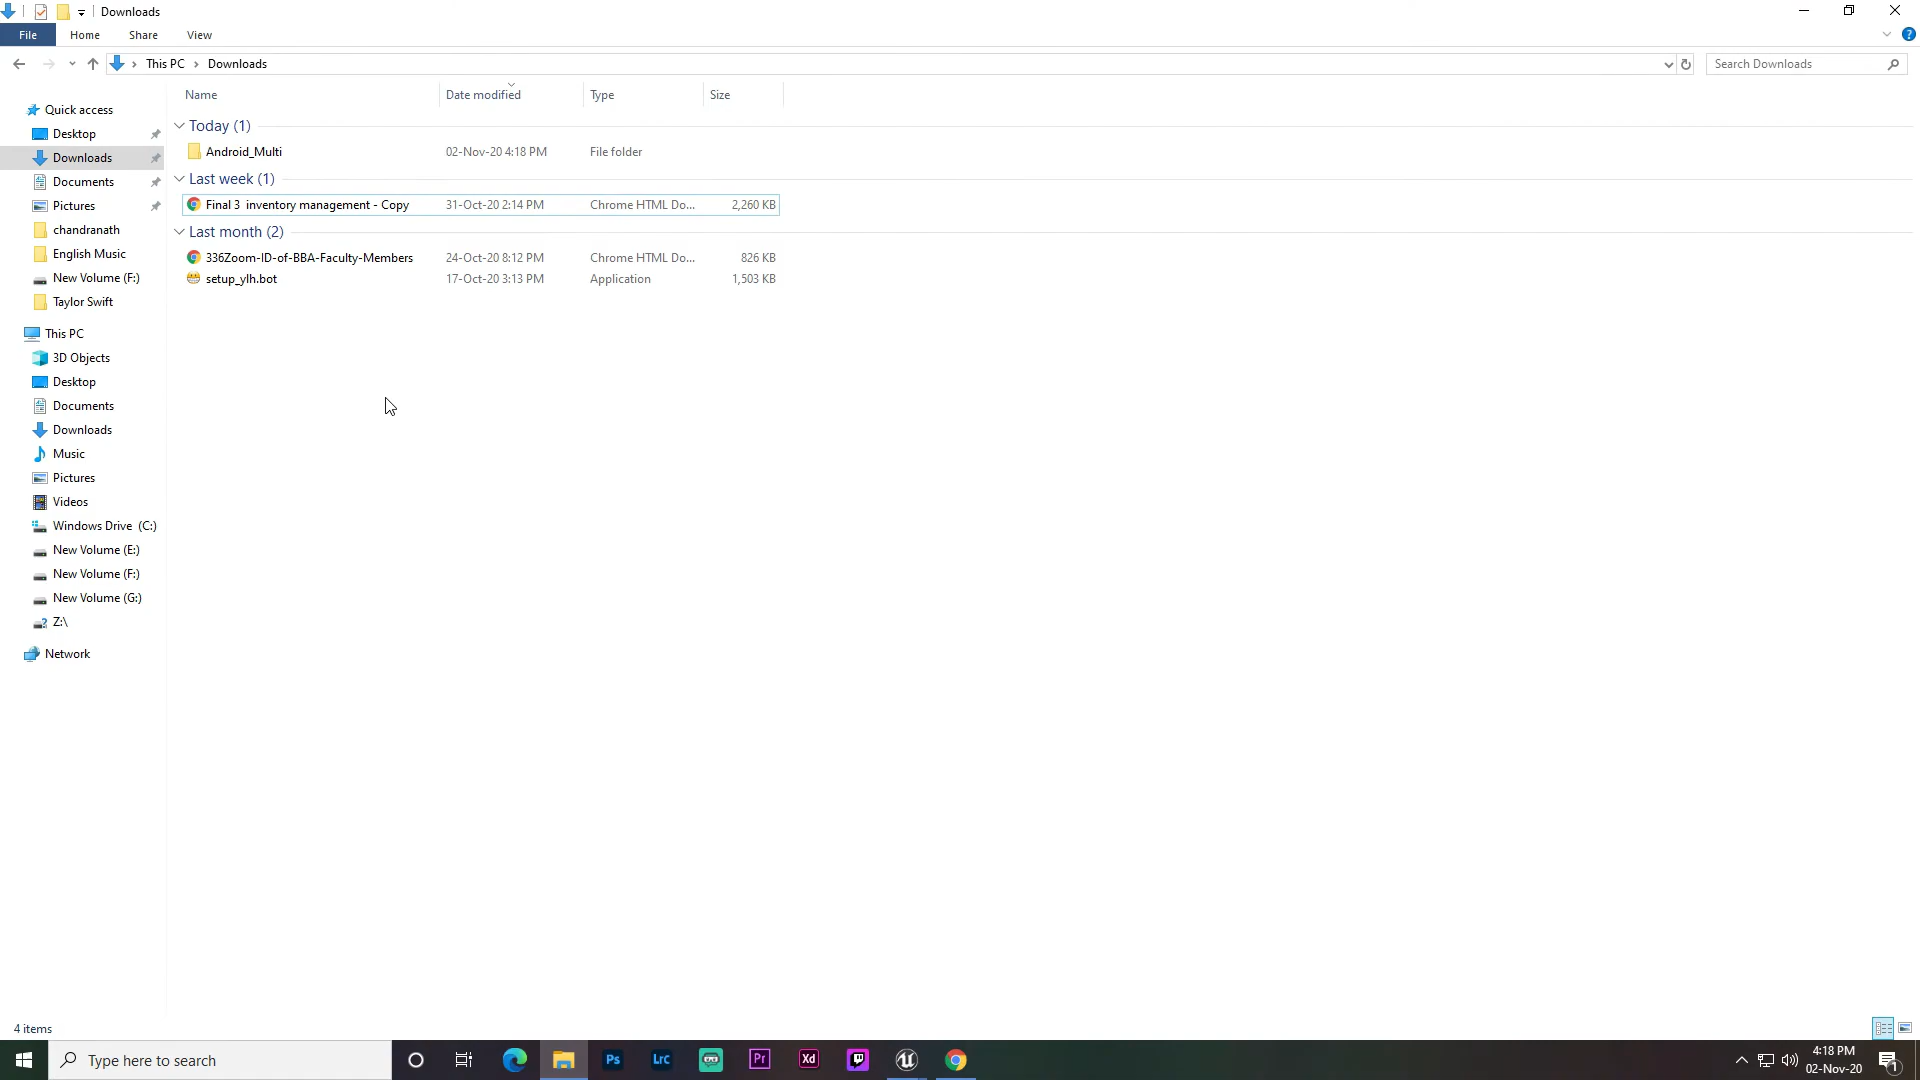 Downloads
File Home Share View
This PC Downloads
Search Downloads
Name Date modified Type Size
Quick access
Desktop
Downloads
Documents
Pictures
chandranath
English Music
New Volume (F:)
Taylor Swift
This PC
3D Objects
Desktop
Documents
Downloads
Music
Pictures
Videos
Windows Drive (C:)
New Volume (E:)
New Volume (F:)
New Volume (G:)
Z:\
Network
Today (1)
Android_Multi 02-Nov-20 4:18 PM File folder
Last week (1)
Final 3 inventory management - Copy 31-Oct-20 2:14 PM Chrome HTML Do... 2,260 KB
Last month (2)
336Zoom-ID-of-BBA-Faculty-Members 24-Oct-20 8:12 PM Chrome HTML Do... 826 KB
setup_ylh.bot 17-Oct-20 3:13 PM Application 1,503 KB
4 items
Type here to search
Ps Lrc Pr Xd
4:18 PM
02-Nov-20
1